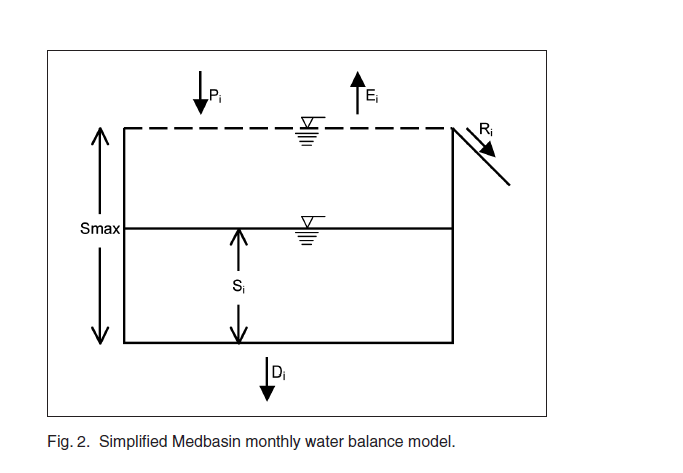 Pi
Ei
Ri
Smax
Si
Di
Fig. 2. Simplified Medbasin monthly water balance model.